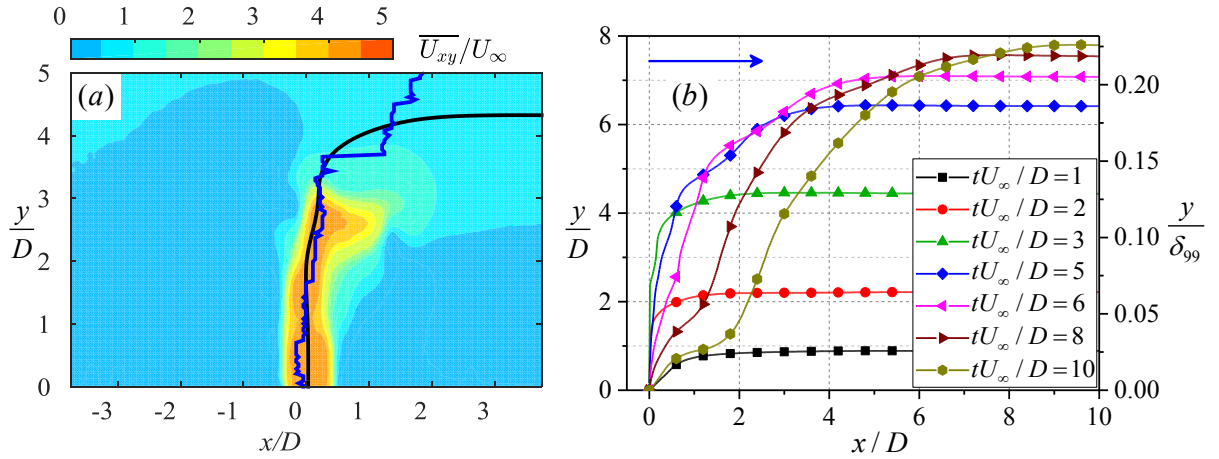 0 1 2 3 4 5
U_xy/U_∞
(a)
5
4
3
2
1
0
y/D
-3 -2 -1 0 1 2 3
x/D
(b)
8
6
4
2
0
y/D
0.20
0.15
0.10
0.05
0.00
y/δ_99
tU_∞/D=1
tU_∞/D=2
tU_∞/D=3
tU_∞/D=5
tU_∞/D=6
tU_∞/D=8
tU_∞/D=10
0 2 4 6 8 10
x/D